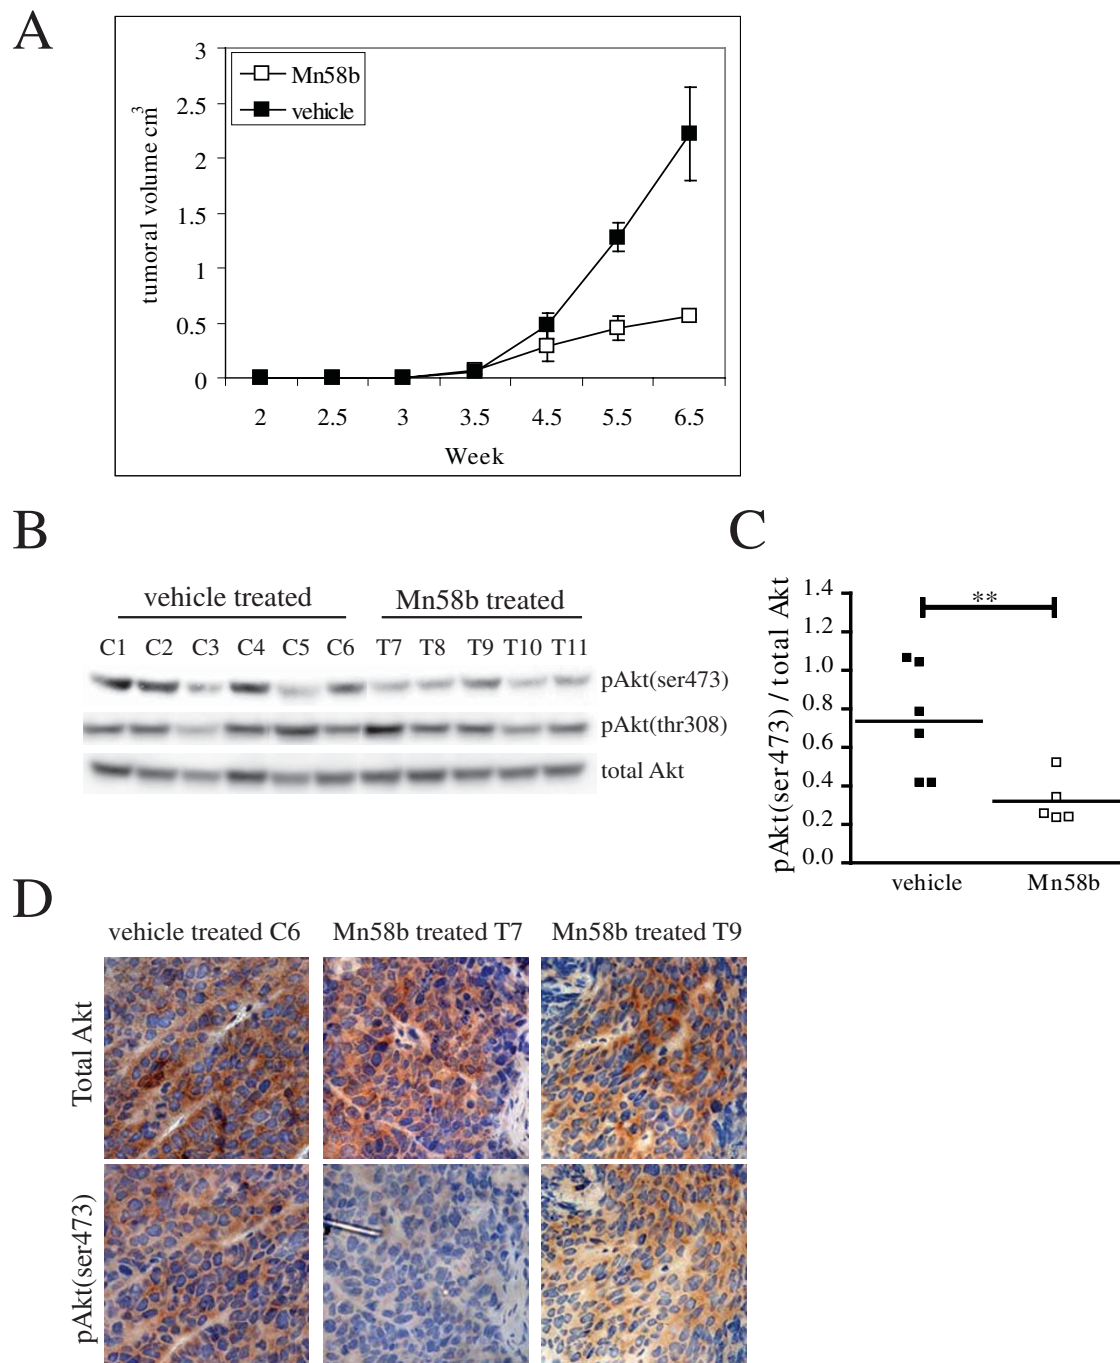 A
3
2.5
2
1.5
1
0.5
0
tumoral volume cm³
Mn58b
vehicle
2 2.5 3 3.5 4.5 5.5 6.5
Week
B
vehicle treated Mn58b treated
C1 C2 C3 C4 C5 C6 T7 T8 T9 T10 T11
pAkt(ser473)
pAkt(thr308)
total Akt
C
pAkt(ser473) / total Akt
1.4
1.2
1.0
0.8
0.6
0.4
0.2
0.0
**
vehicle Mn58b
D
vehicle treated C6 Mn58b treated T7 Mn58b treated T9
Total Akt
pAkt(ser473)